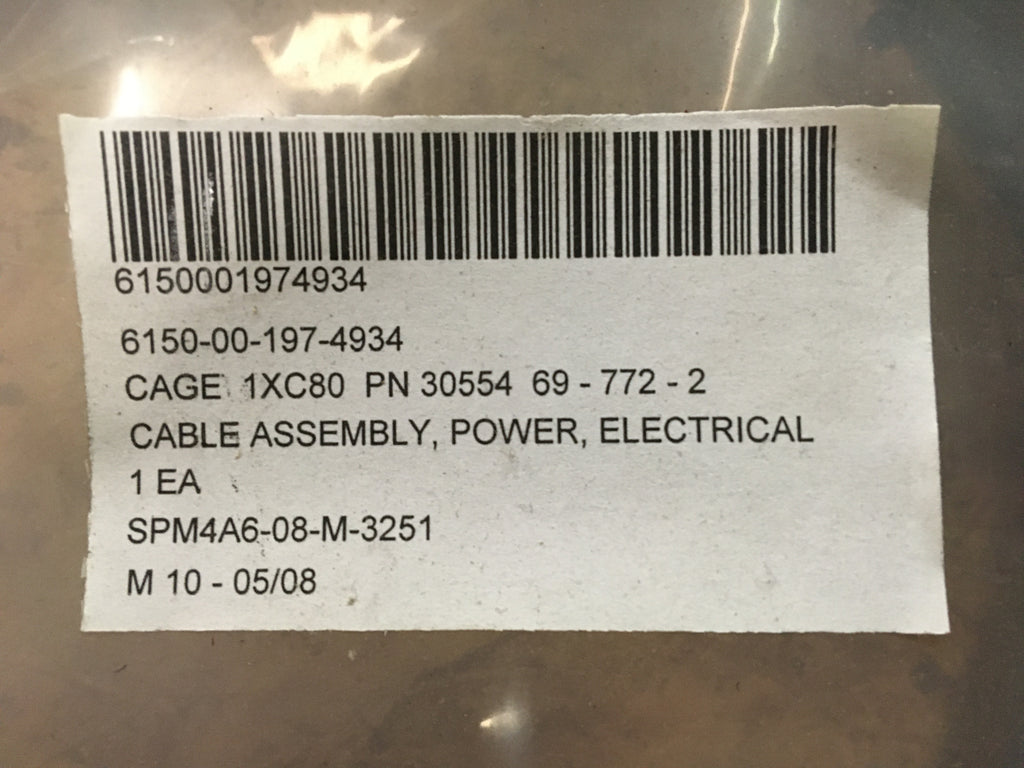 6150001974934
6150-00-197-4934
CAGE 1XC80 PN 30554 69 - 772 - 2
CABLE ASSEMBLY, POWER, ELECTRICAL
1 EA
SPM4A6-08-M-3251
M 10 - 05/08